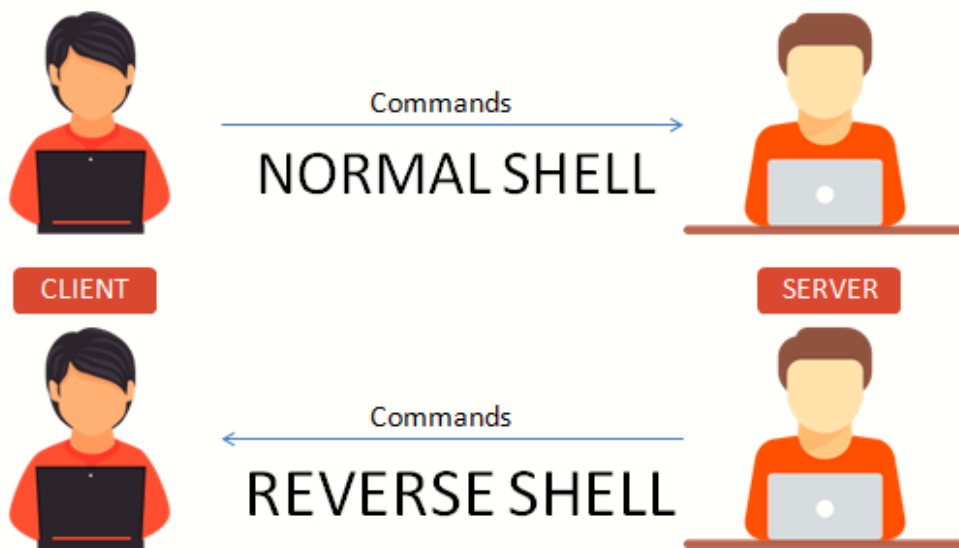 Commands
NORMAL SHELL
CLIENT
SERVER
Commands
REVERSE SHELL